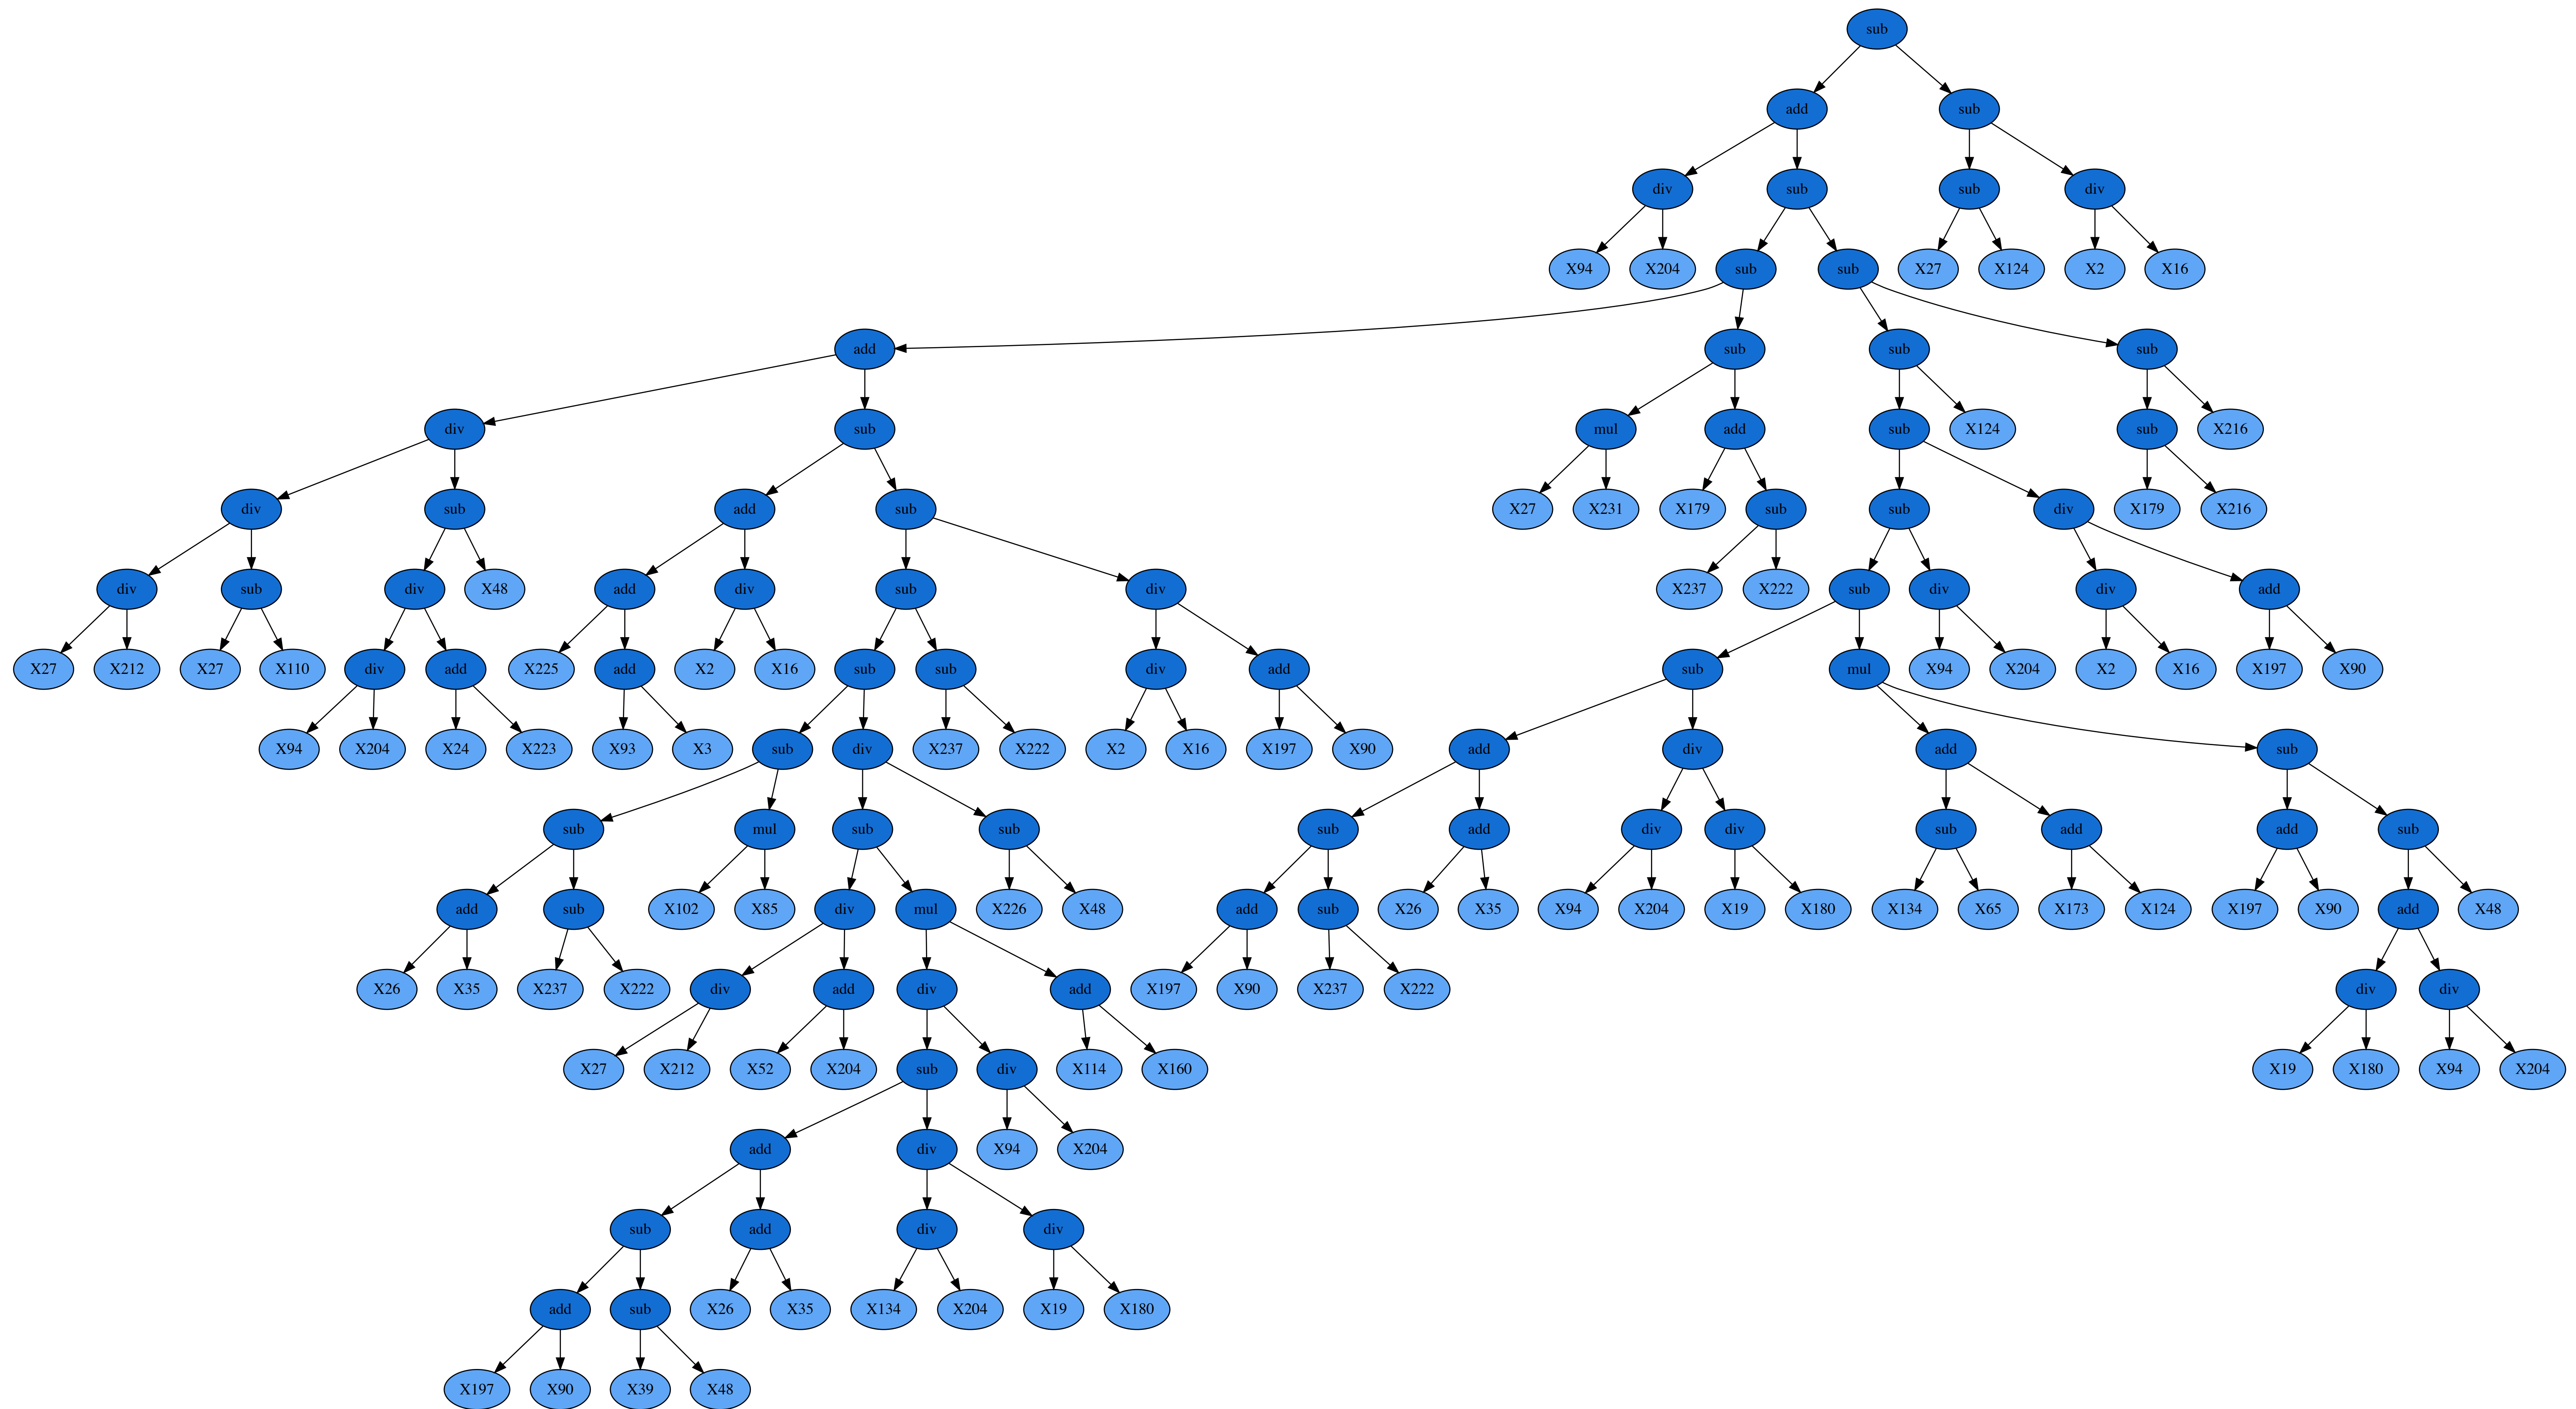 sub
add sub
div sub sub div
X94 X204 sub sub X27 X124 X2 X16
add sub sub sub
div sub mul add sub X124 sub X216
div sub add sub X27 X231 X179 sub sub div X179 X216
div sub div X48 add div sub div X237 X222 sub div div add
X27 X212 X27 X110 div add X225 add X2 X16 sub sub div add sub mul X94 X204 X2 X16 X197 X90
X94 X204 X24 X223 X93 X3 sub div X237 X222 X2 X16 X197 X90 add div add sub
sub mul sub sub sub add div div sub add add sub
add sub X102 X85 div mul X226 X48 add sub X26 X35 X94 X204 X19 X180 X134 X65 X173 X124 X197 X90 add X48
X26 X35 X237 X222 div add div add X197 X90 X237 X222 div div
X27 X212 X52 X204 sub div X114 X160 X19 X180 X94 X204
add div X94 X204
sub add div div
add sub X26 X35 X134 X204 X19 X180
X197 X90 X39 X48